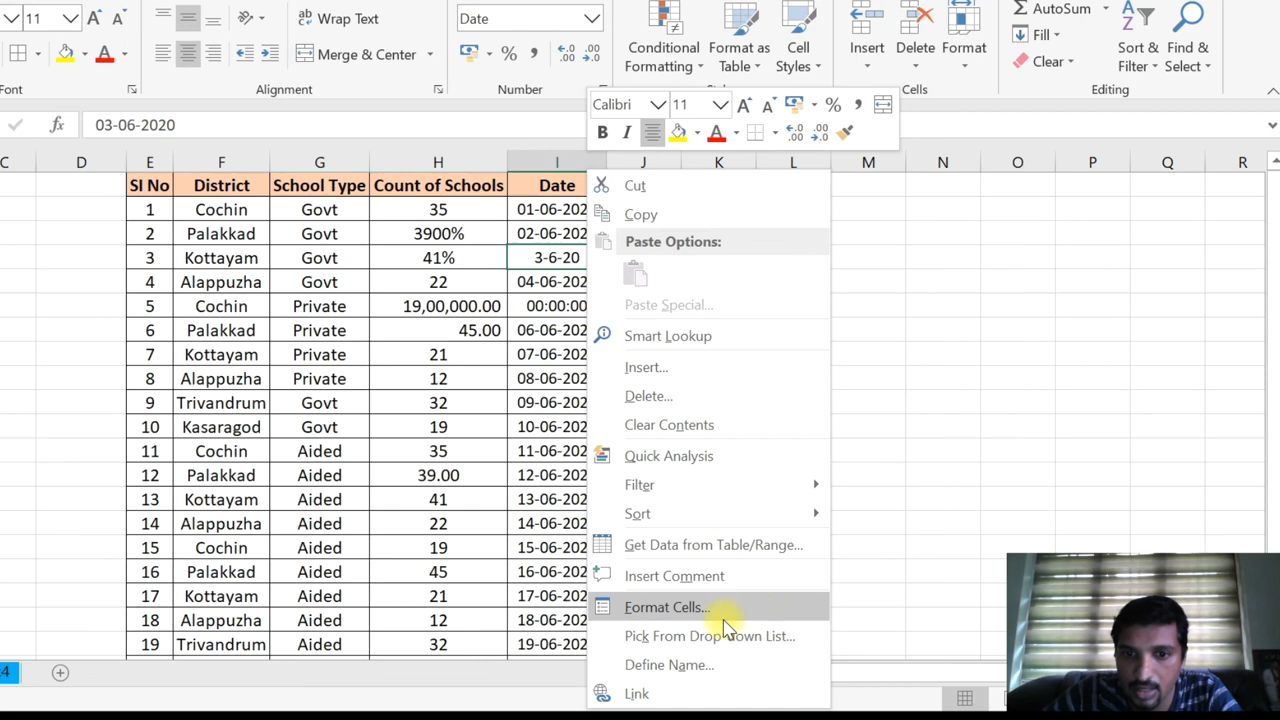 11 Wrap Text Date AutoSum
Merge & Center % , Conditional Formatting Format as Table Cell Styles Insert Delete Format Fill Clear Sort & Filter Find & Select
Font Alignment Number Cells Editing
Calibri 11 % ,
B I A
fx 03-06-2020
C D E F G H I J K L M N O P Q R
SI No District School Type Count of Schools Date
1 Cochin Govt 35 01-06-202
2 Palakkad Govt 3900% 02-06-202
3 Kottayam Govt 41% 3-6-20
4 Alappuzha Govt 22 04-06-202
5 Cochin Private 19,00,000.00 00:00:00
6 Palakkad Private 45.00 06-06-202
7 Kottayam Private 21 07-06-202
8 Alappuzha Private 12 08-06-202
9 Trivandrum Govt 32 09-06-202
10 Kasaragod Govt 19 10-06-202
11 Cochin Aided 35 11-06-202
12 Palakkad Aided 39.00 12-06-202
13 Kottayam Aided 41 13-06-202
14 Alappuzha Aided 22 14-06-202
15 Cochin Aided 19 15-06-202
16 Palakkad Aided 45 16-06-202
17 Kottayam Aided 21 17-06-202
18 Alappuzha Aided 12 18-06-202
19 Trivandrum Aided 32 19-06-202
Cut
Copy
Paste Options:
Paste Special...
Smart Lookup
Insert...
Delete...
Clear Contents
Quick Analysis
Filter
Sort
Get Data from Table/Range...
Insert Comment
Format Cells...
Pick From Drop-down List...
Define Name...
Link